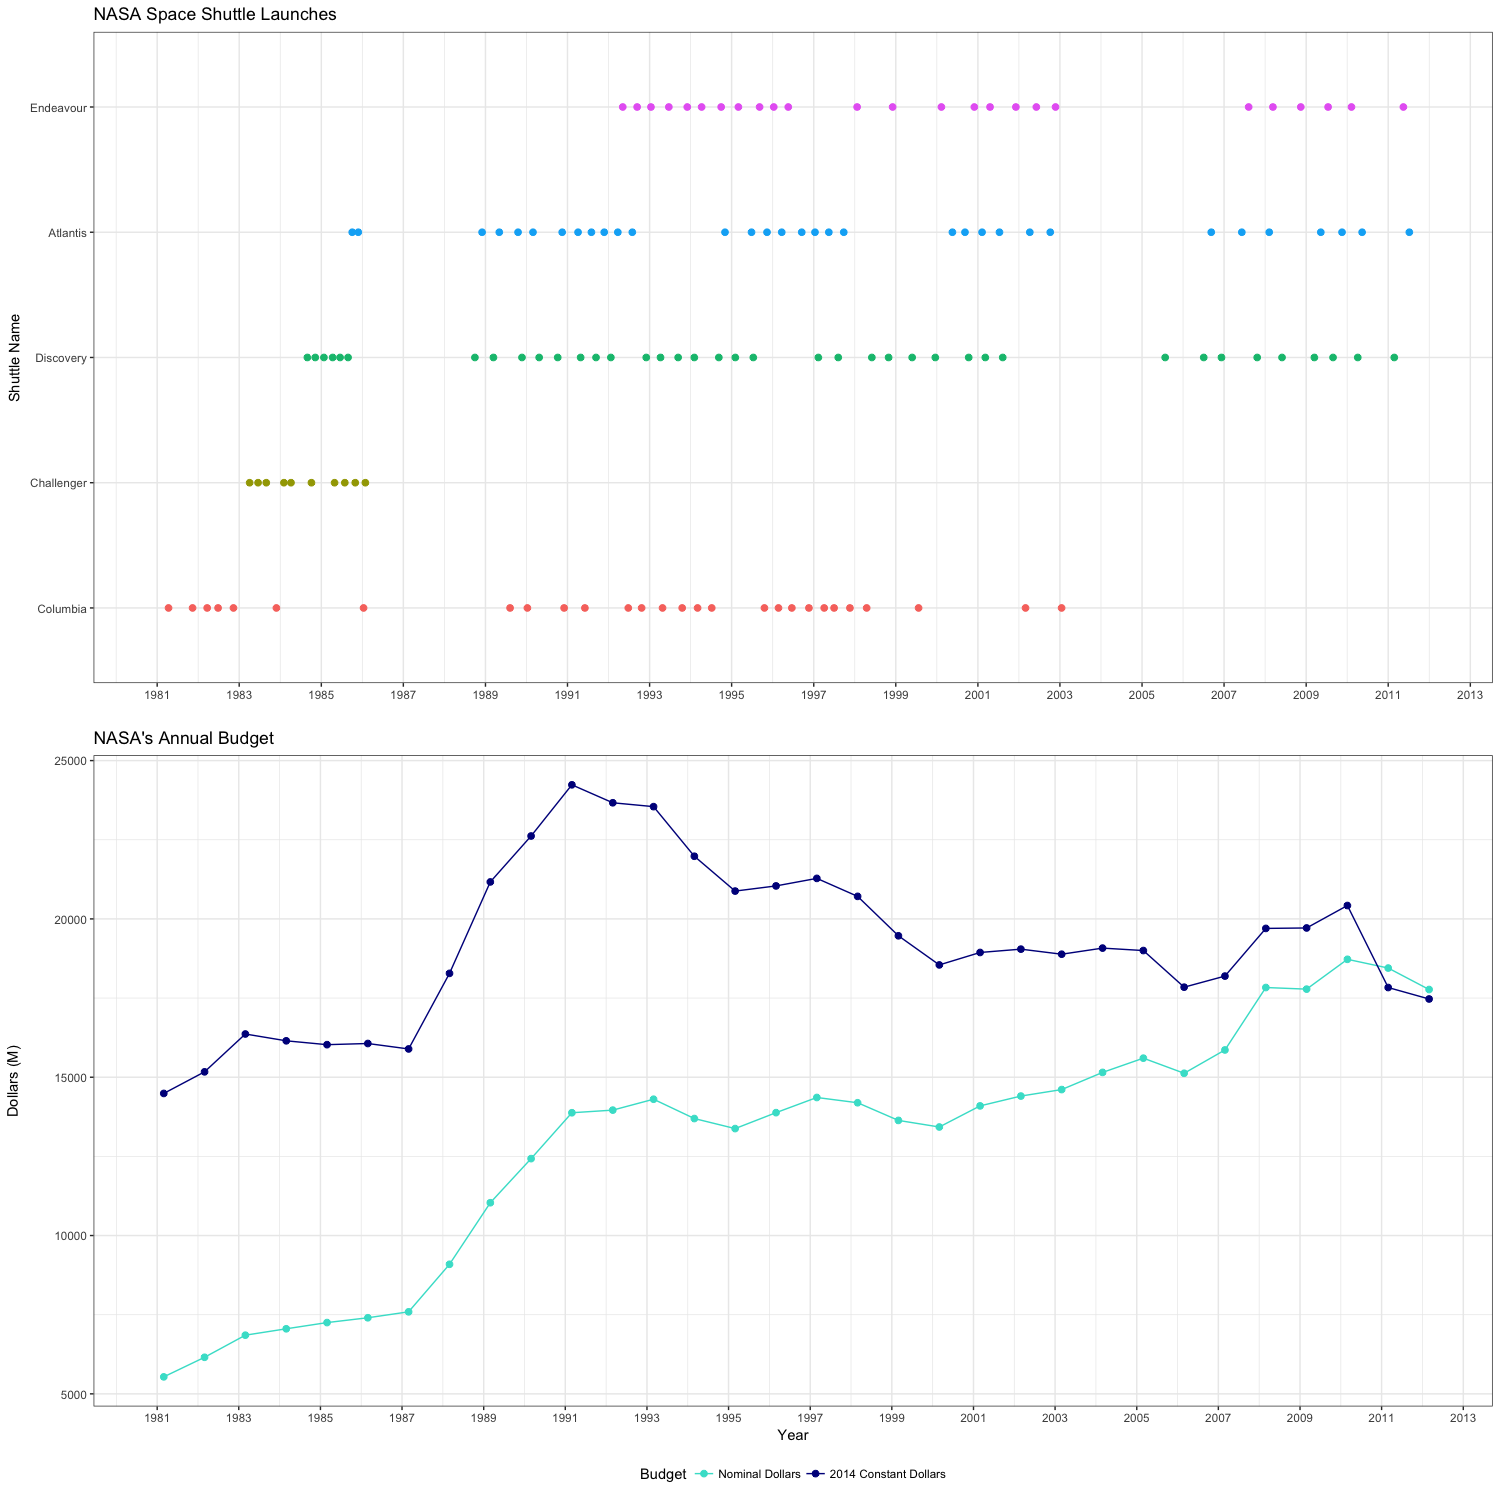 NASA Space Shuttle Launches
Shuttle Name
Endeavour
Atlantis
Discovery
Challenger
Columbia
1981 1983 1985 1987 1989 1991 1993 1995 1997 1999 2001 2003 2005 2007 2009 2011 2013
NASA's Annual Budget
Dollars (M)
25000
20000
15000
10000
5000
1981 1983 1985 1987 1989 1991 1993 1995 1997 1999 2001 2003 2005 2007 2009 2011 2013
Year
Budget Nominal Dollars 2014 Constant Dollars